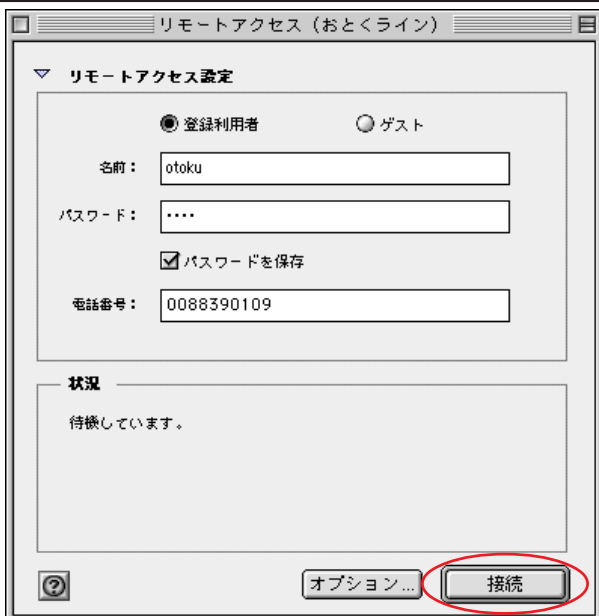 リモートアクセス（おとくライン）
リモートアクセス設定
登録利用者 ゲスト
名前： otoku
パスワード： ････
パスワードを保存
電話番号： 0088390109
状況
待機しています。
? オプション... 接続